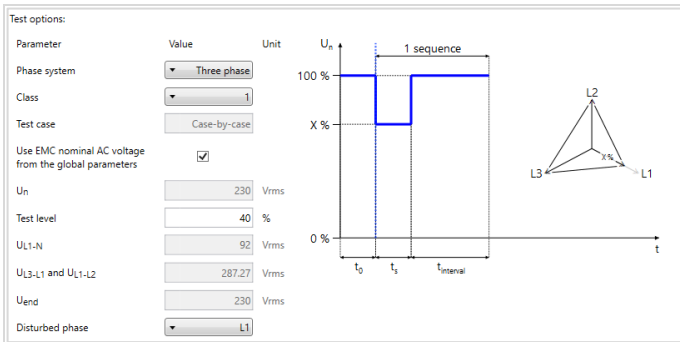 Test options:
Parameter Value Unit
Phase system Three phase
Class 1
Test case Case-by-case
Use EMC nominal AC voltage
from the global parameters
Un 230 Vrms
Test level 40 %
UL1-N 92 Vrms
UL3-L1 and UL1-L2 287.27 Vrms
Uend 230 Vrms
Disturbed phase L1
Un
1 sequence
100 %
X %
0 %
t0 ts tinterval
t
L2
X %
L3 L1